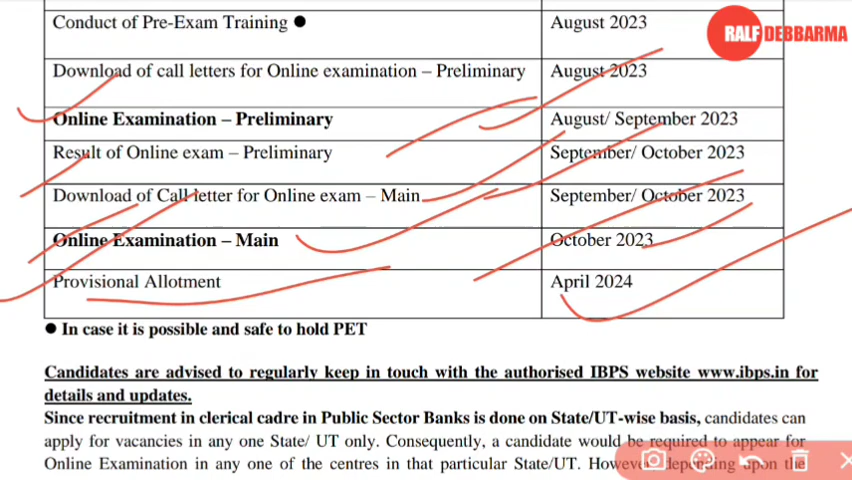 Conduct of Pre-Exam Training ● August 2023
RALF DEBBARMA
Download of call letters for Online examination – Preliminary August 2023
Online Examination – Preliminary August/ September 2023
Result of Online exam – Preliminary September/ October 2023
Download of Call letter for Online exam – Main September/ October 2023
Online Examination – Main October 2023
Provisional Allotment April 2024
● In case it is possible and safe to hold PET
Candidates are advised to regularly keep in touch with the authorised IBPS website www.ibps.in for
details and updates.
Since recruitment in clerical cadre in Public Sector Banks is done on State/UT-wise basis, candidates can
apply for vacancies in any one State/ UT only. Consequently, a candidate would be required to appear for
Online Examination in any one of the centres in that particular State/UT. However, depending upon the